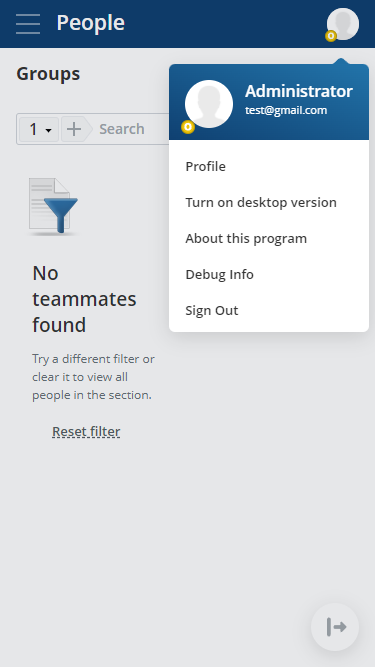 People
Groups
1
Search
Administrator
test@gmail.com
Profile
Turn on desktop version
About this program
Debug Info
Sign Out
No
teammates
found
Try a different filter or
clear it to view all
people in the section.
Reset filter